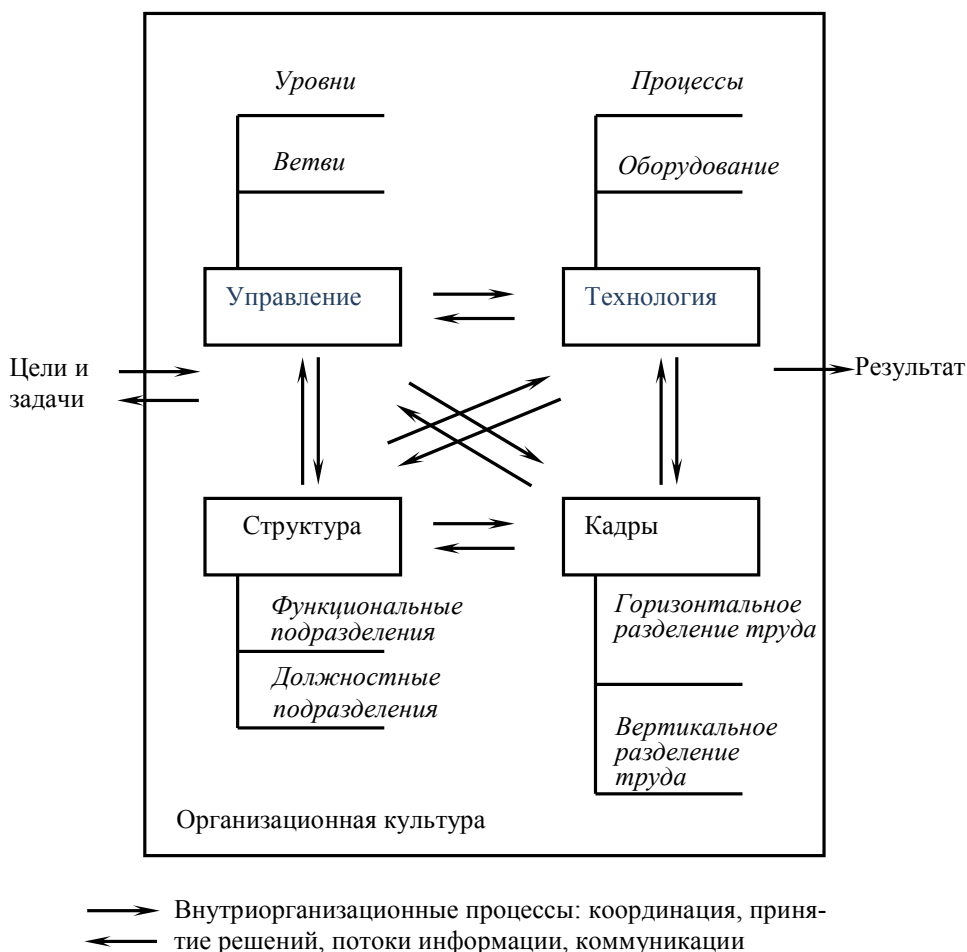 Уровни
Процессы
Ветви
Оборудование
Управление
Технология
Цели и
задачи
Результат
Структура
Кадры
Функциональные
подразделения
Горизонтальное
разделение труда
Должностные
подразделения
Вертикальное
разделение
труда
Организационная культура
Внутриорганизационные процессы: координация, приня-
тие решений, потоки информации, коммуникации